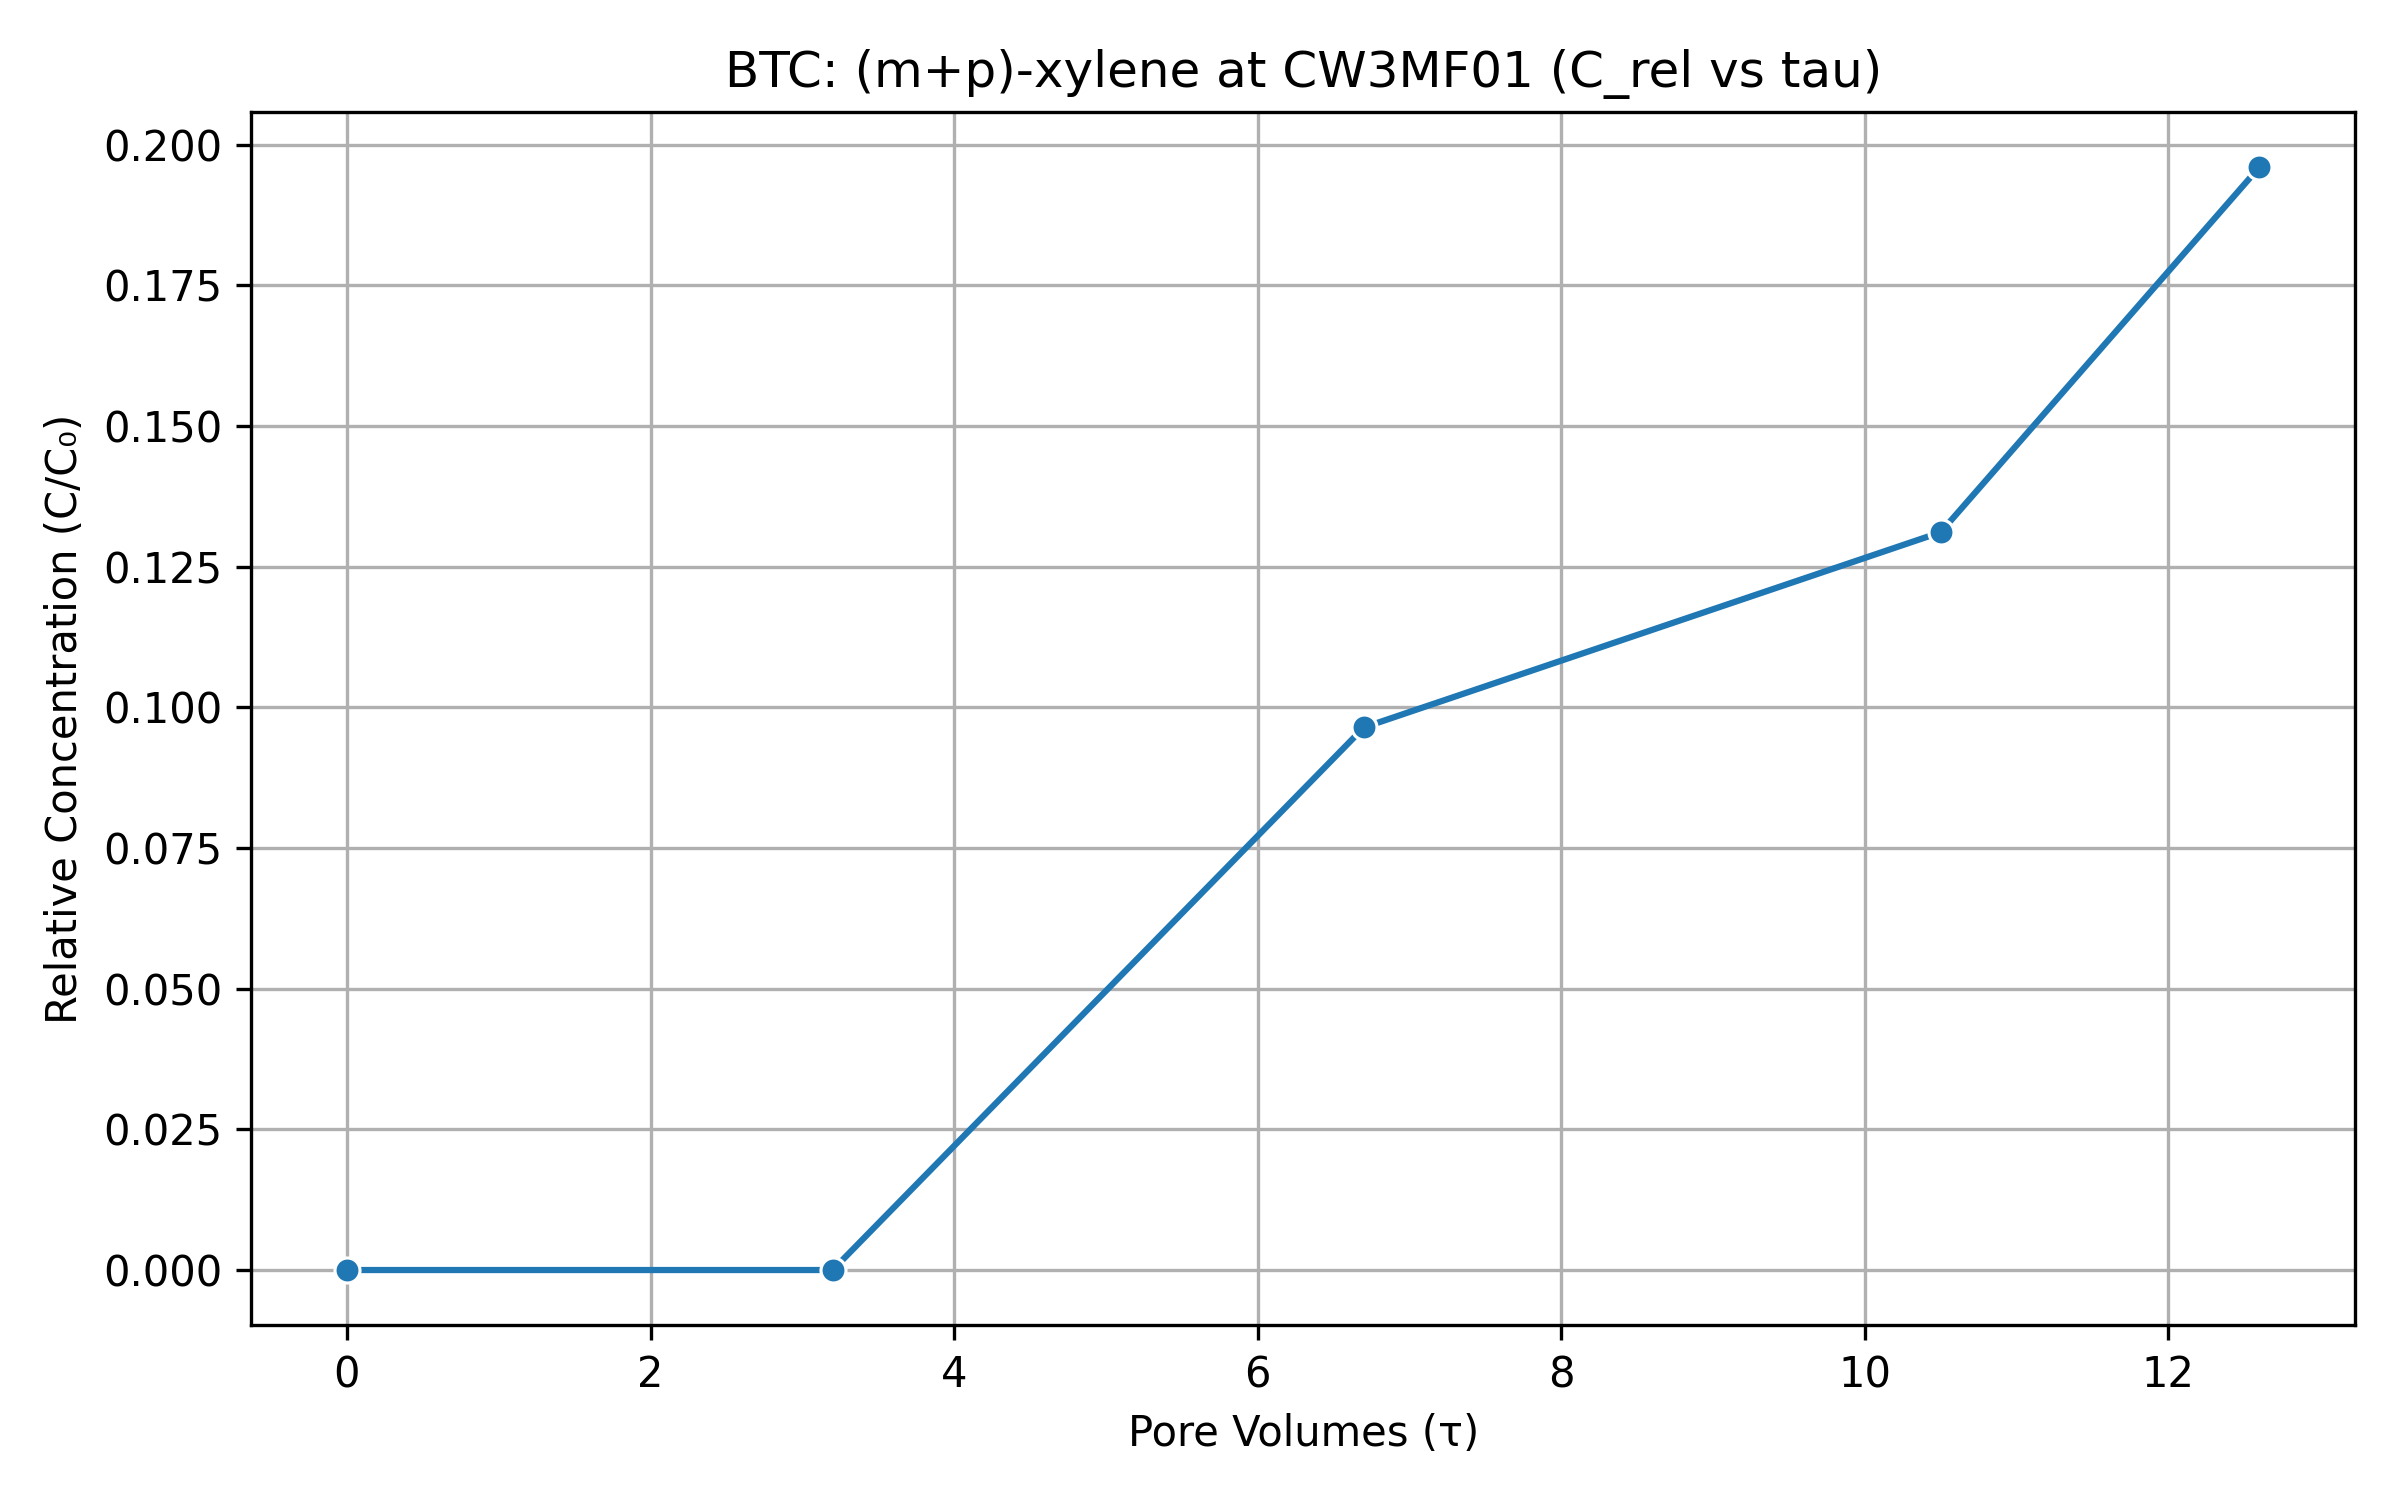 BTC: (m+p)-xylene at CW3MF01 (C_rel vs tau)
Relative Concentration (C/C₀)
0.200
0.175
0.150
0.125
0.100
0.075
0.050
0.025
0.000
0 2 4 6 8 10 12
Pore Volumes (τ)